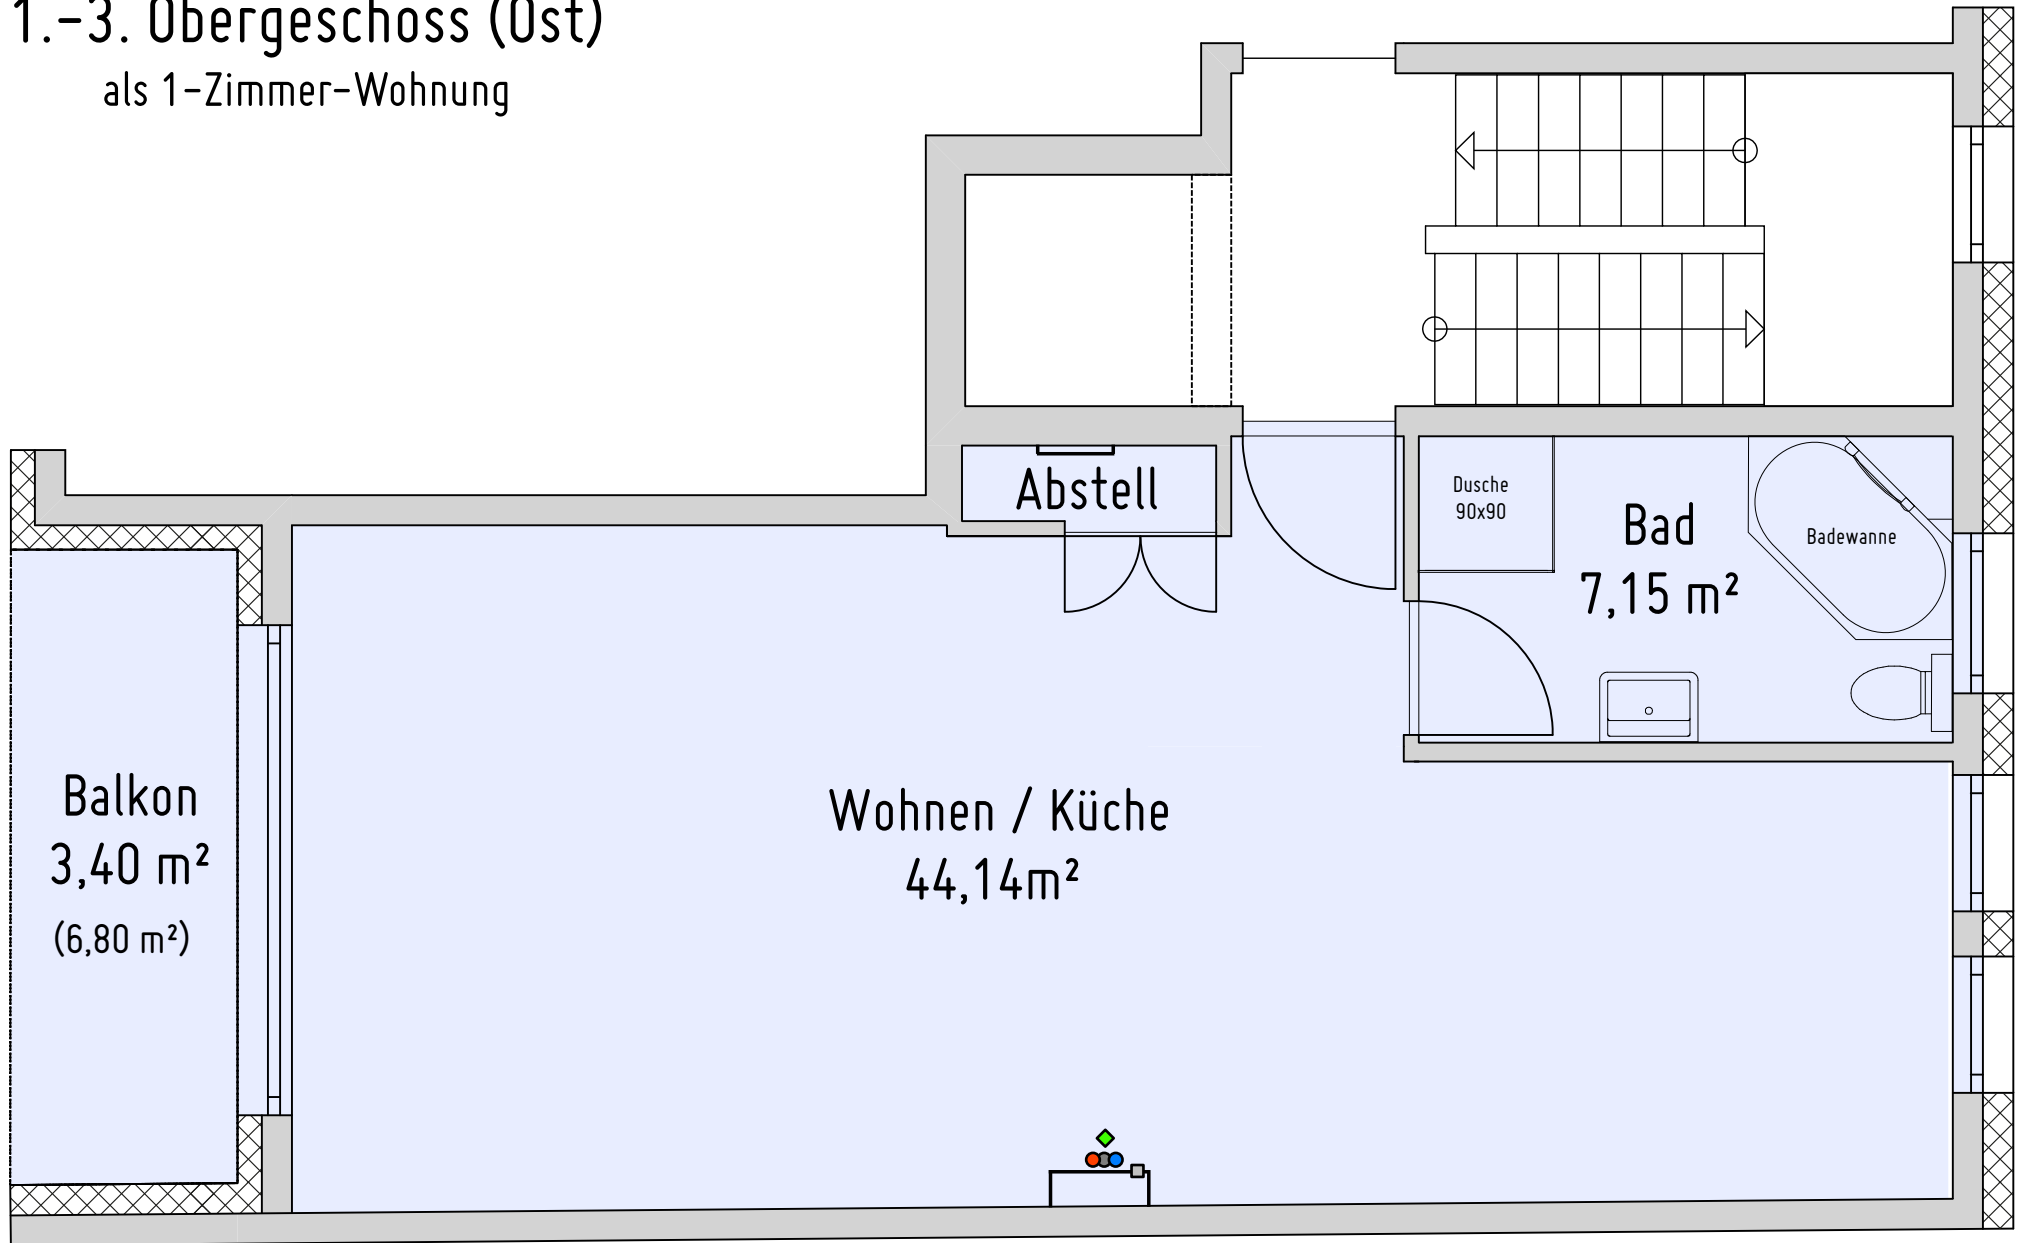 1.-3. Obergeschoss (Ost)
als 1-Zimmer-Wohnung
Abstell
Dusche
90x90
Bad
7,15 m²
Badewanne
Balkon
3,40 m²
(6,80 m²)
Wohnen / Küche
44,14m²